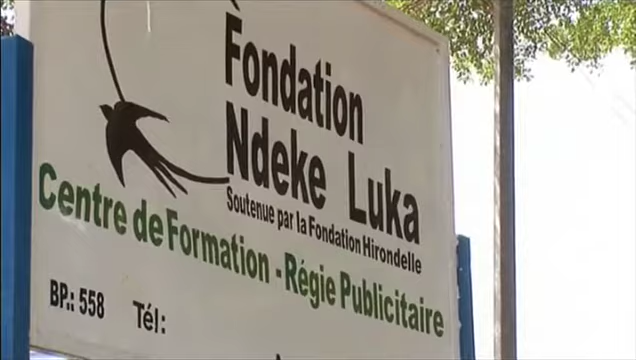 Fondation
Ndeke Luka
Soutenue par la Fondation Hirondelle
Centre de Formation - Régie Publicitaire
BP.: 558 Tél: